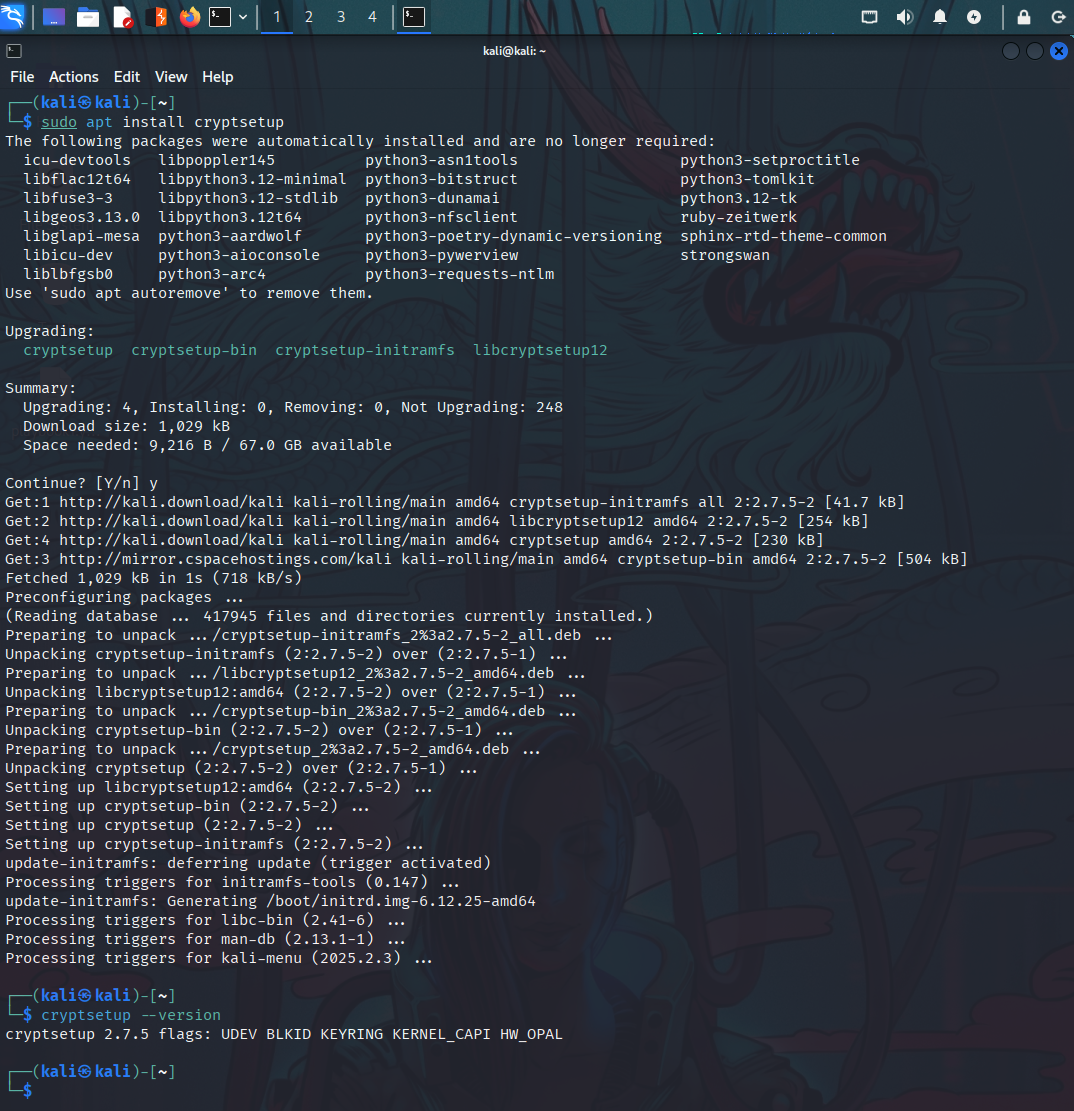 1 2 3 4
kali@kali: ~
File Actions Edit View Help
┌──(kali㉿kali)-[~]
└─$ sudo apt install cryptsetup
The following packages were automatically installed and are no longer required:
icu-devtools libpoppler145 python3-asn1tools python3-setproctitle
libflac12t64 libpython3.12-minimal python3-bitstruct python3-tomlkit
libfuse3-3 libpython3.12-stdlib python3-dunamai python3.12-tk
libgeos3.13.0 libpython3.12t64 python3-nfsclient ruby-zeitwerk
libglapi-mesa python3-aardwolf python3-poetry-dynamic-versioning sphinx-rtd-theme-common
libicu-dev python3-aioconsole python3-pywerview strongswan
liblbfgsb0 python3-arc4 python3-requests-ntlm
Use 'sudo apt autoremove' to remove them.
Upgrading:
cryptsetup cryptsetup-bin cryptsetup-initramfs libcryptsetup12
Summary:
Upgrading: 4, Installing: 0, Removing: 0, Not Upgrading: 248
Download size: 1,029 kB
Space needed: 9,216 B / 67.0 GB available
Continue? [Y/n] y
Get:1 http://kali.download/kali kali-rolling/main amd64 cryptsetup-initramfs all 2:2.7.5-2 [41.7 kB]
Get:2 http://kali.download/kali kali-rolling/main amd64 libcryptsetup12 amd64 2:2.7.5-2 [254 kB]
Get:4 http://kali.download/kali kali-rolling/main amd64 cryptsetup amd64 2:2.7.5-2 [230 kB]
Get:3 http://mirror.cspacehostings.com/kali kali-rolling/main amd64 cryptsetup-bin amd64 2:2.7.5-2 [504 kB]
Fetched 1,029 kB in 1s (718 kB/s)
Preconfiguring packages ...
(Reading database ... 417945 files and directories currently installed.)
Preparing to unpack .../cryptsetup-initramfs_2%3a2.7.5-2_all.deb ...
Unpacking cryptsetup-initramfs (2:2.7.5-2) over (2:2.7.5-1) ...
Preparing to unpack .../libcryptsetup12_2%3a2.7.5-2_amd64.deb ...
Unpacking libcryptsetup12:amd64 (2:2.7.5-2) over (2:2.7.5-1) ...
Preparing to unpack .../cryptsetup-bin_2%3a2.7.5-2_amd64.deb ...
Unpacking cryptsetup-bin (2:2.7.5-2) over (2:2.7.5-1) ...
Preparing to unpack .../cryptsetup_2%3a2.7.5-2_amd64.deb ...
Unpacking cryptsetup (2:2.7.5-2) over (2:2.7.5-1) ...
Setting up libcryptsetup12:amd64 (2:2.7.5-2) ...
Setting up cryptsetup-bin (2:2.7.5-2) ...
Setting up cryptsetup (2:2.7.5-2) ...
Setting up cryptsetup-initramfs (2:2.7.5-2) ...
update-initramfs: deferring update (trigger activated)
Processing triggers for initramfs-tools (0.147) ...
update-initramfs: Generating /boot/initrd.img-6.12.25-amd64
Processing triggers for libc-bin (2.41-6) ...
Processing triggers for man-db (2.13.1-1) ...
Processing triggers for kali-menu (2025.2.3) ...
┌──(kali㉿kali)-[~]
└─$ cryptsetup --version
cryptsetup 2.7.5 flags: UDEV BLKID KEYRING KERNEL_CAPI HW_OPAL
┌──(kali㉿kali)-[~]
└─$